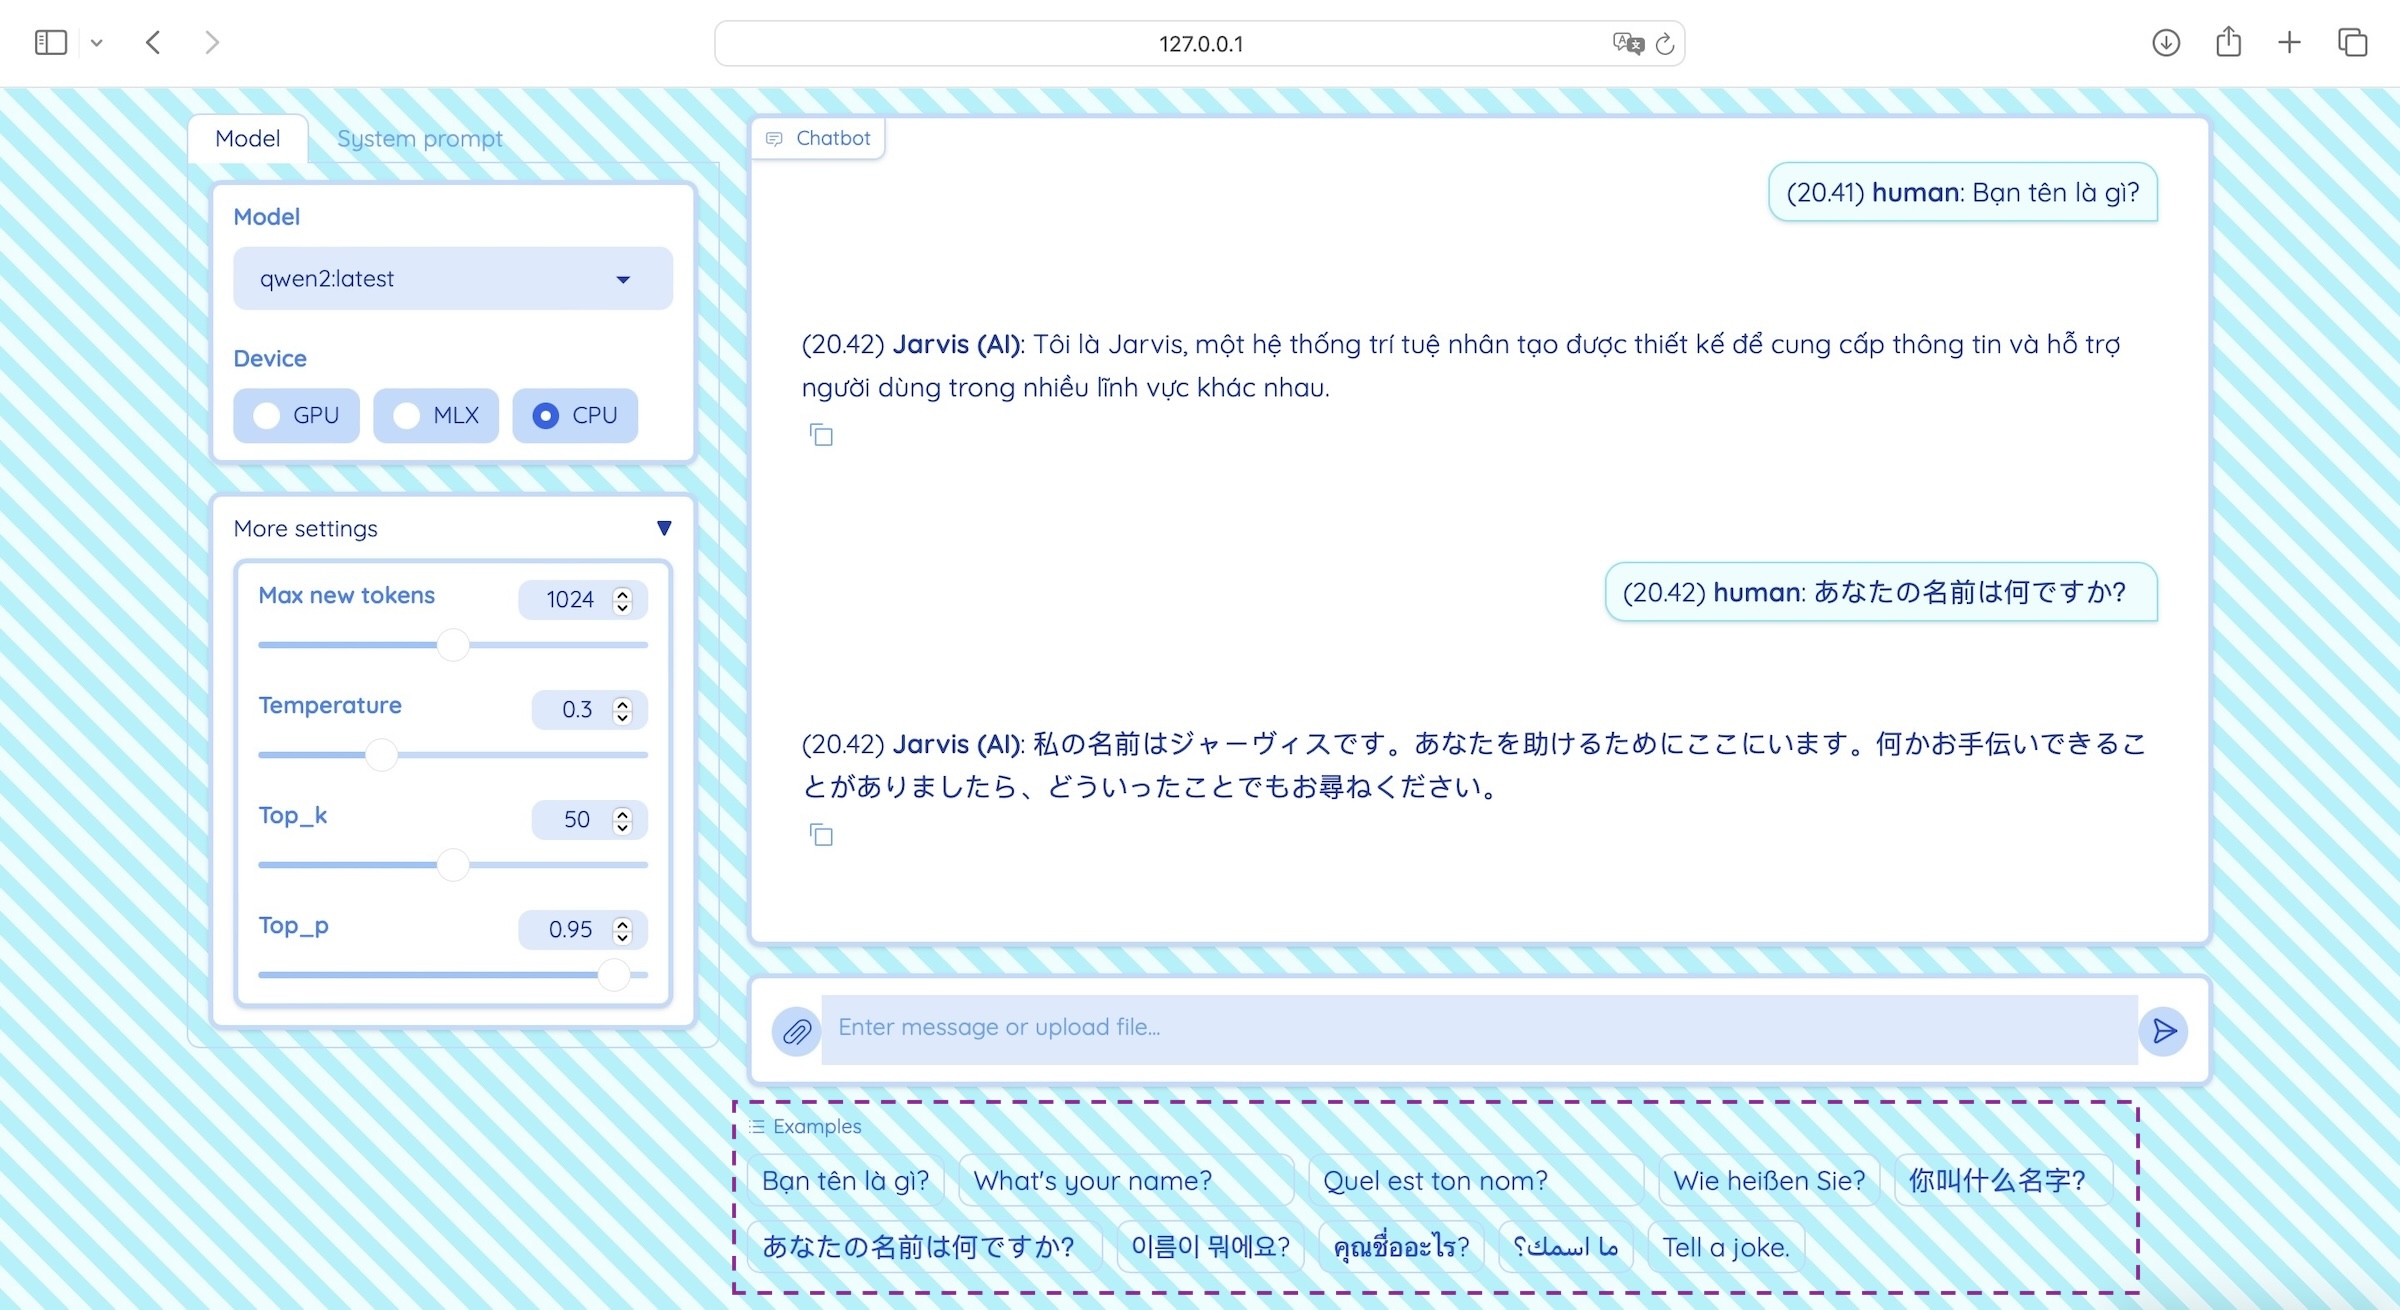 127.0.0.1
Model
System prompt
Model
qwen2:latest
Device
GPU
MLX
CPU
More settings
Max new tokens
1024
Temperature
0.3
Top_k
50
Top_p
0.95
Chatbot
(20.41) human: Bạn tên là gì?
(20.42) Jarvis (AI): Tôi là Jarvis, một hệ thống trí tuệ nhân tạo được thiết kế để cung cấp thông tin và hỗ trợ
người dùng trong nhiều lĩnh vực khác nhau.
(20.42) human: あなたの名前は何ですか?
(20.42) Jarvis (AI): 私の名前はジャーヴィスです。あなたを助けるためにここにいます。何かお手伝いできるこ
とがありましたら、どういったことでもお尋ねください。
Enter message or upload file...
Examples
Bạn tên là gì?
What's your name?
Quel est ton nom?
Wie heißen Sie?
你叫什么名字?
あなたの名前は何ですか?
이름이 뭐에요?
คุณชื่ออะไร?
ما اسمك؟
Tell a joke.